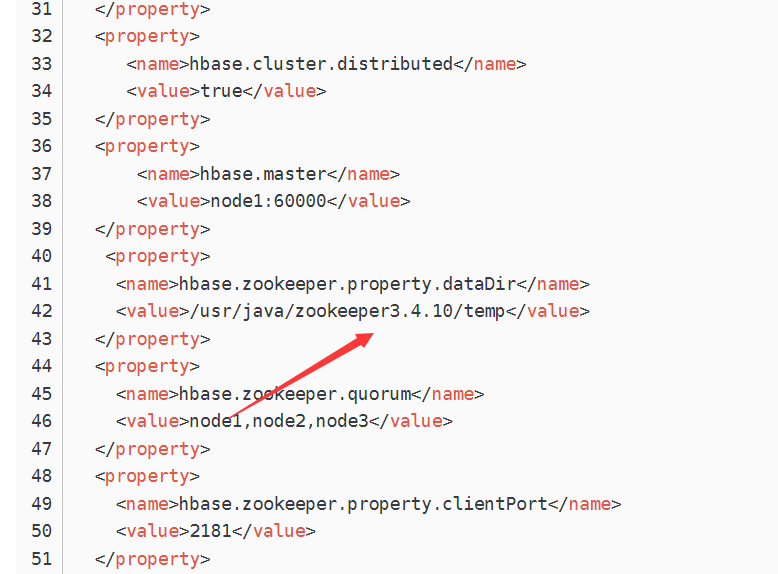 31 </property>
32 <property>
33 <name>hbase.cluster.distributed</name>
34 <value>true</value>
35 </property>
36 <property>
37 <name>hbase.master</name>
38 <value>node1:60000</value>
39 </property>
40 <property>
41 <name>hbase.zookeeper.property.dataDir</name>
42 <value>/usr/java/zookeeper3.4.10/temp</value>
43 </property>
44 <property>
45 <name>hbase.zookeeper.quorum</name>
46 <value>node1,node2,node3</value>
47 </property>
48 <property>
49 <name>hbase.zookeeper.property.clientPort</name>
50 <value>2181</value>
51 </property>